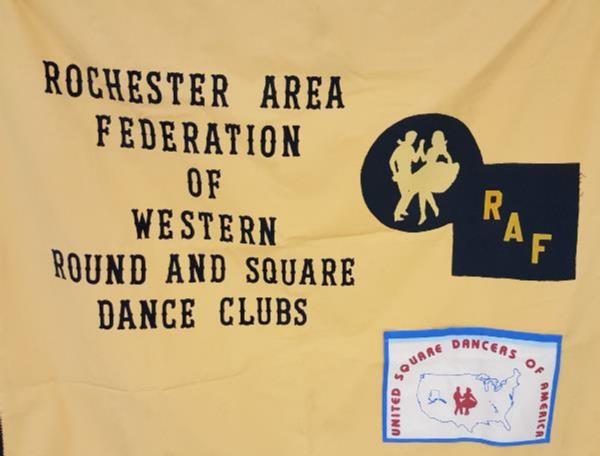 ROCHESTER AREA
FEDERATION
OF
WESTERN
ROUND AND SQUARE
DANCE CLUBS
RAF
UNITED SQUARE DANCERS OF AMERICA